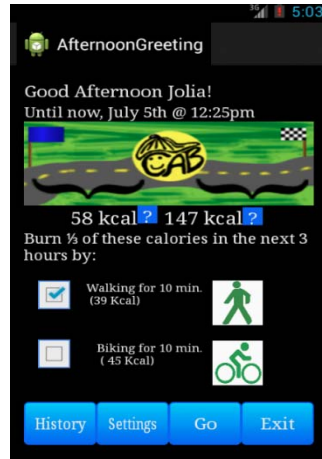 3G 5:03
AfternoonGreeting
Good Afternoon Jolia!
Until now, July 5th @ 12:25pm
CAB
58 kcal ? 147 kcal ?
Burn ⅓ of these calories in the next 3
hours by:
Walking for 10 min.
(39 Kcal)
Biking for 10 min.
( 45 Kcal)
History Settings Go Exit